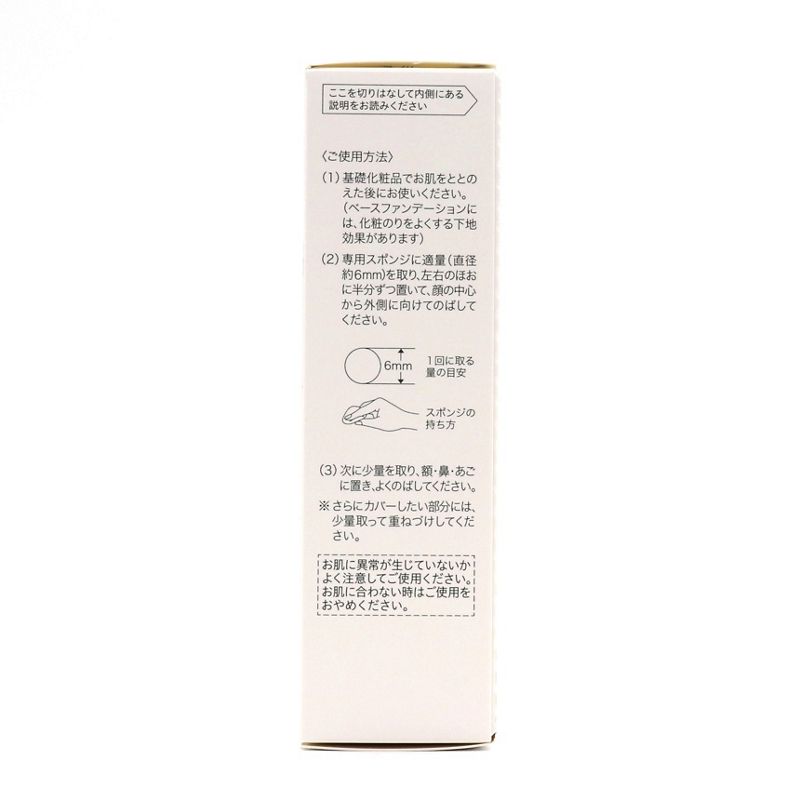 ここを切りはなして内側にある
説明をお読みください
〈ご使用方法〉
(1)基礎化粧品でお肌をととの
えた後にお使いください。
(ベースファンデーションに
は、化粧のりをよくする下地
効果があります)
(2)専用スポンジに適量(直径
約6mm)を取り、左右のほお
に半分ずつ置いて、顔の中心
から外側に向けてのばして
ください。
6mm
1回に取る
量の目安
スポンジの
持ち方
(3)次に少量を取り、額・鼻・あご
に置き、よくのばしてください。
※さらにカバーしたい部分には、
少量取って重ねづけしてくだ
さい。
お肌に異常が生じていないか
よく注意してご使用ください。
お肌に合わない時はご使用を
おやめください。